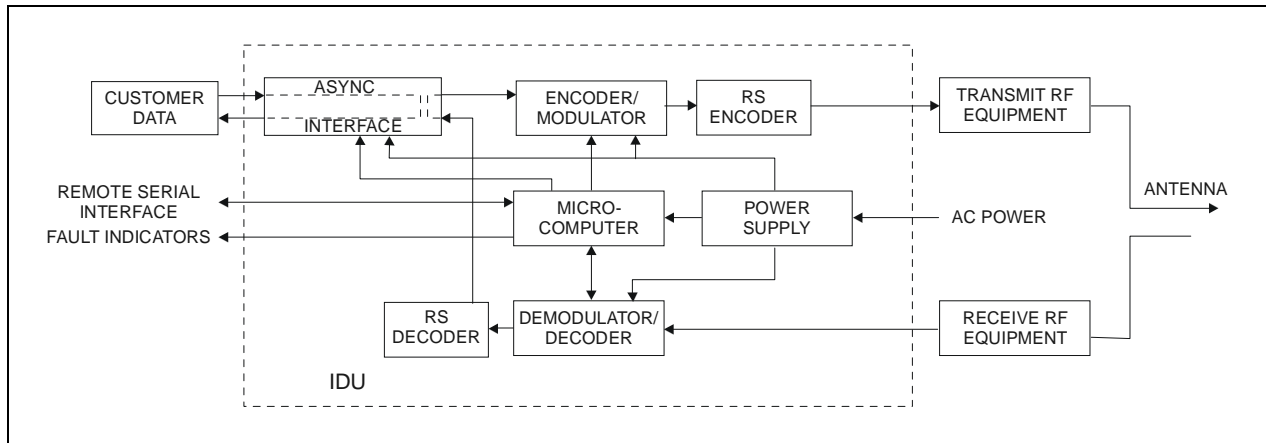 CUSTOMER
DATA
ASYNC
INTERFACE
ENCODER/
MODULATOR
RS
ENCODER
TRANSMIT RF
EQUIPMENT
ANTENNA
REMOTE SERIAL
INTERFACE
FAULT INDICATORS
MICRO-
COMPUTER
POWER
SUPPLY
AC POWER
RS
DECODER
DEMODULATOR/
DECODER
RECEIVE RF
EQUIPMENT
IDU